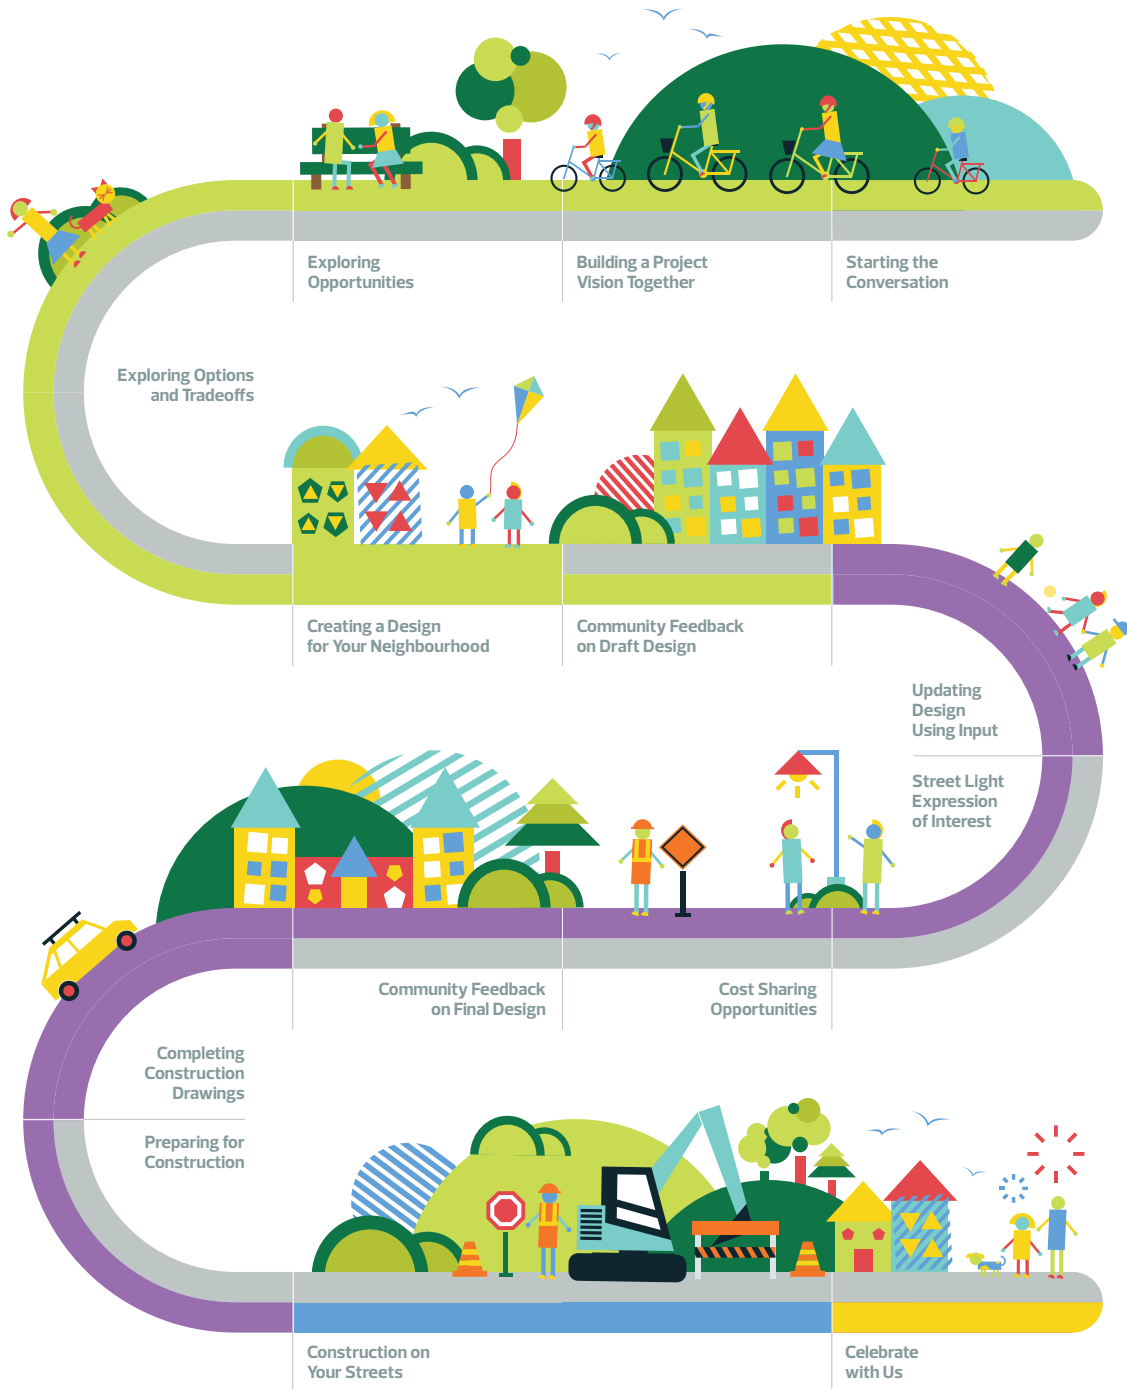 Exploring
Opportunities
Building a Project
Vision Together
Starting the
Conversation
Exploring Options
and Tradeoffs
Creating a Design
for Your Neighbourhood
Community Feedback
on Draft Design
Updating
Design
Using Input
Street Light
Expression
of Interest
Community Feedback
on Final Design
Cost Sharing
Opportunities
Completing
Construction
Drawings
Preparing for
Construction
Construction on
Your Streets
Celebrate
with Us